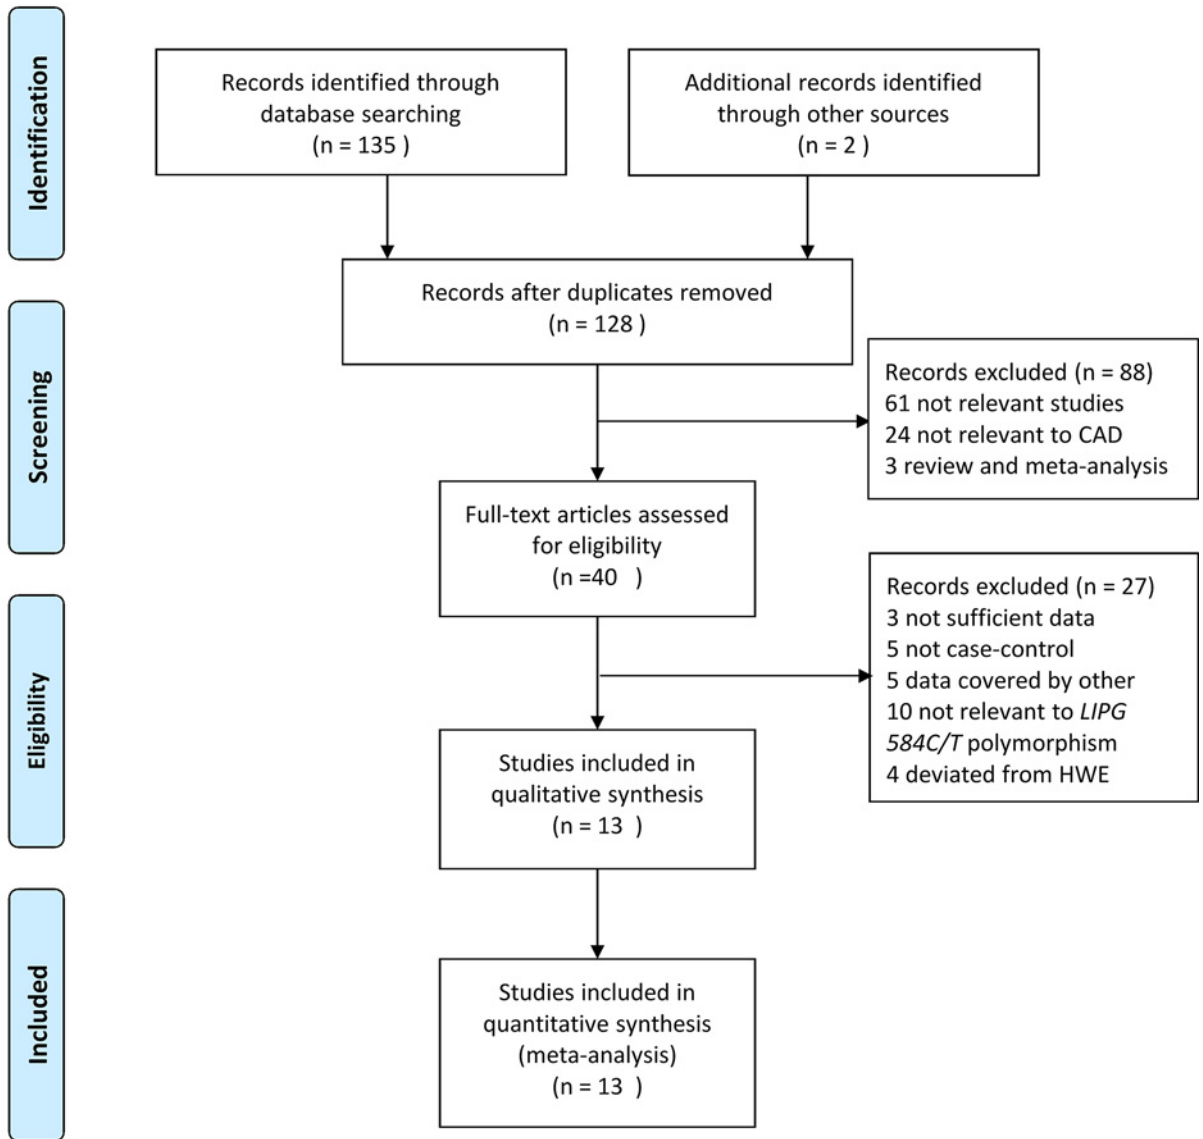 Identification
Records identified through
database searching
(n = 135 )
Additional records identified
through other sources
(n = 2 )
Records after duplicates removed
(n = 128 )
Screening
Records excluded (n = 88)
61 not relevant studies
24 not relevant to CAD
3 review and meta-analysis
Full-text articles assessed
for eligibility
(n =40 )
Eligibility
Records excluded (n = 27)
3 not sufficient data
5 not case-control
5 data covered by other
10 not relevant to LIPG
584C/T polymorphism
4 deviated from HWE
Studies included in
qualitative synthesis
(n = 13 )
Included
Studies included in
quantitative synthesis
(meta-analysis)
(n = 13 )